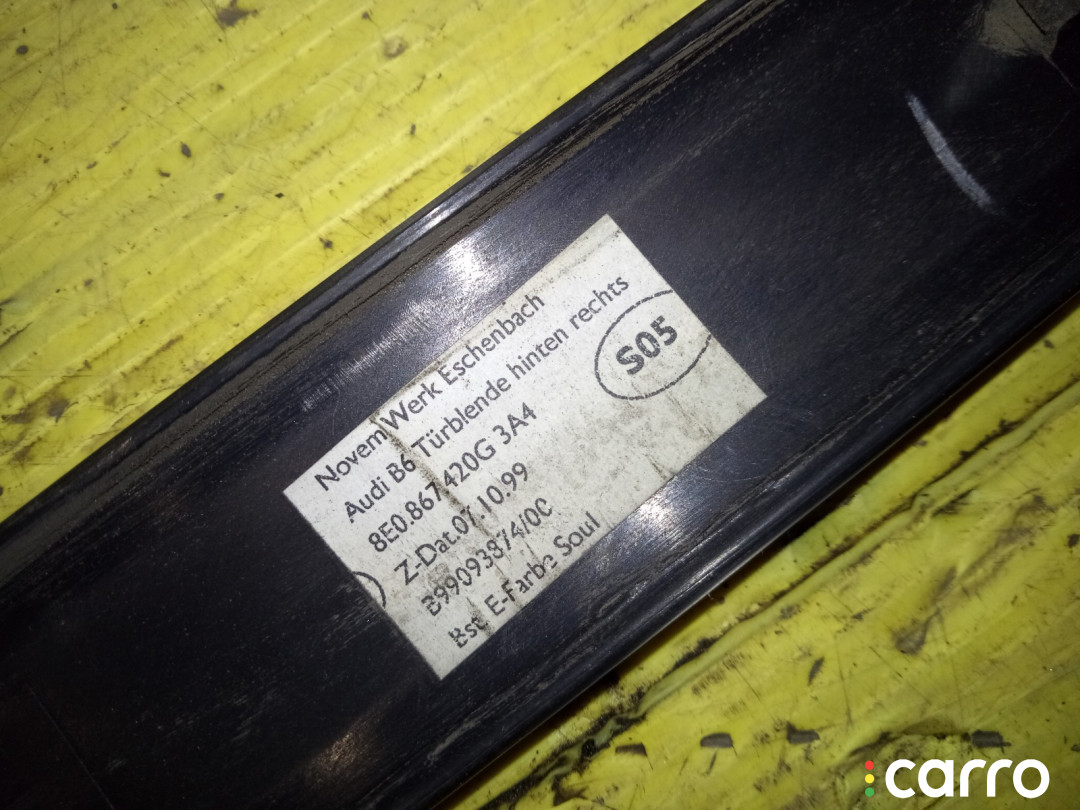 Novem Werk Eschenbach
Audi B6 Türblende hinten rechts
8E0.867 420G 3A4
S05
Z-Dat.07.10.99
B99093874/0C
Bst. E-Farbe Soul
carro